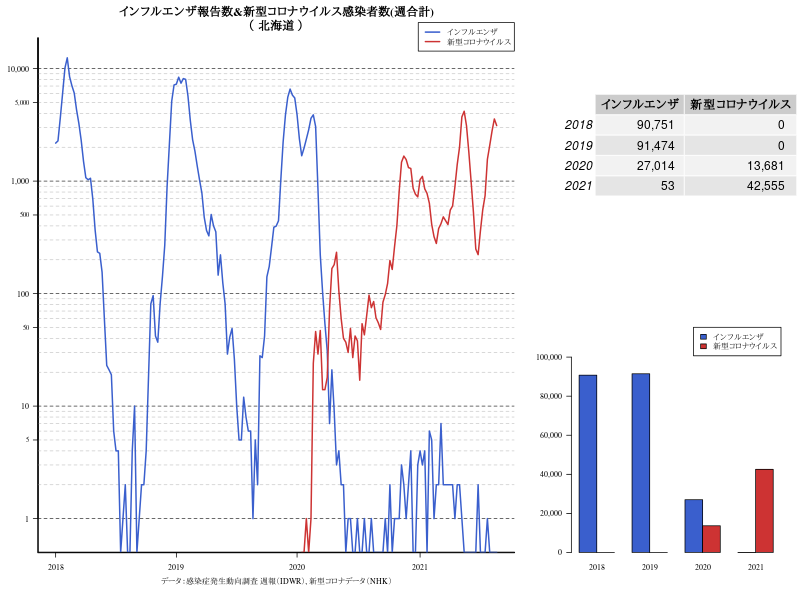 インフルエンザ報告数&新型コロナウイルス感染者数(週合計)
( 北海道 )
インフルエンザ
新型コロナウイルス
10,000
5,000
1,000
500
100
50
10
5
1
2018 2019 2020 2021
データ：感染症発生動向調査 週報(IDWR)、新型コロナデータ(NHK)
インフルエンザ 新型コロナウイルス
2018 90,751 0
2019 91,474 0
2020 27,014 13,681
2021 53 42,555
インフルエンザ
新型コロナウイルス
100,000
80,000
60,000
40,000
20,000
0
2018 2019 2020 2021